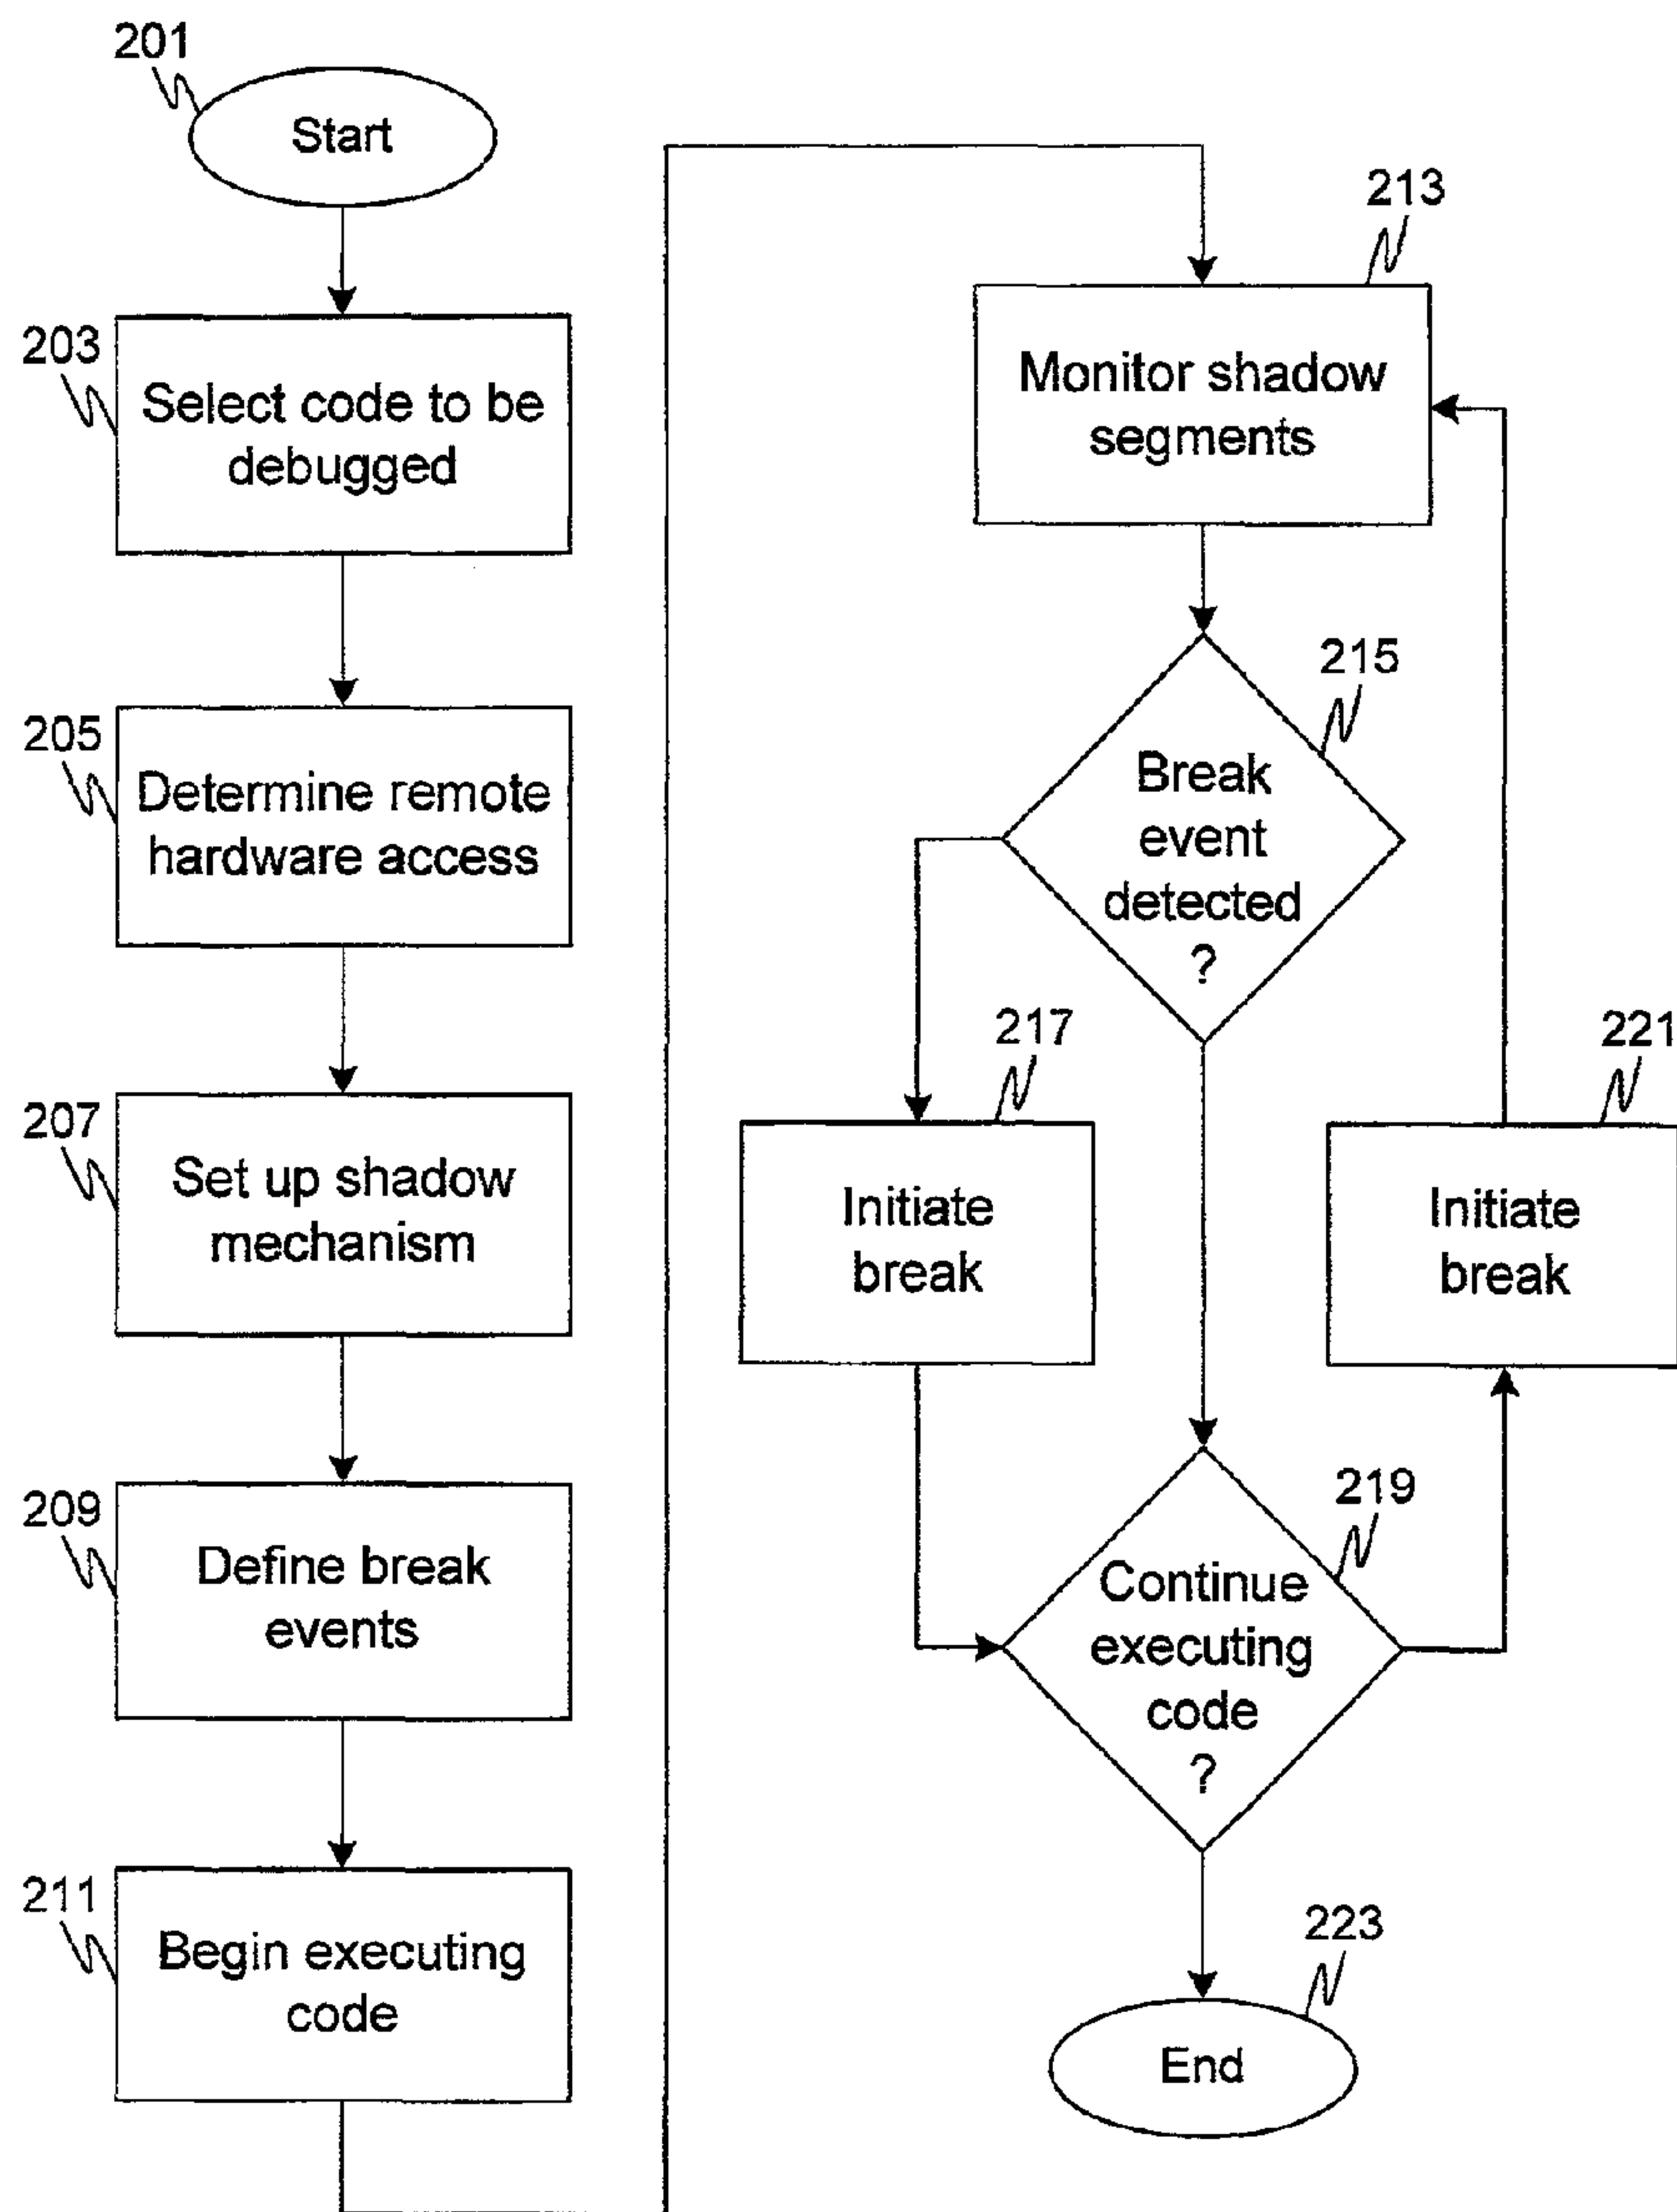 201
Start
203
Select code to be
debugged
205
Determine remote
hardware access
207
Set up shadow
mechanism
209
Define break
events
211
Begin executing
code
213
Monitor shadow
segments
215
Break
event
detected
?
217
Initiate
break
221
Initiate
break
219
Continue
executing
code
?
223
End